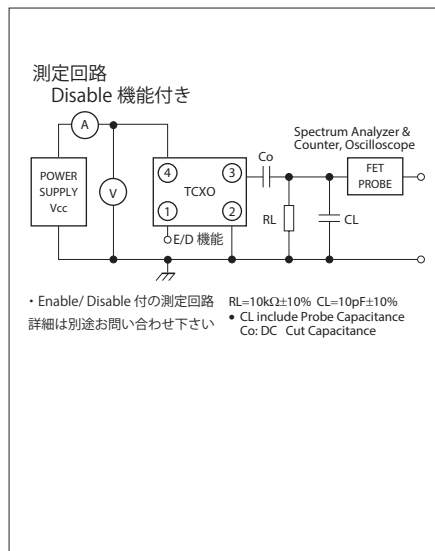 測定回路
Disable 機能付き
A
Spectrum Analyzer &
Counter, Oscilloscope
Co
POWER
SUPPLY
Vcc
V
4
3
TCXO
1
2
FET
PROBE
RL
CL
E/D 機能
・Enable/ Disable 付の測定回路
詳細は別途お問い合わせ下さい
RL=10kΩ±10% CL=10pF±10%
• CL include Probe Capacitance
Co: DC Cut Capacitance